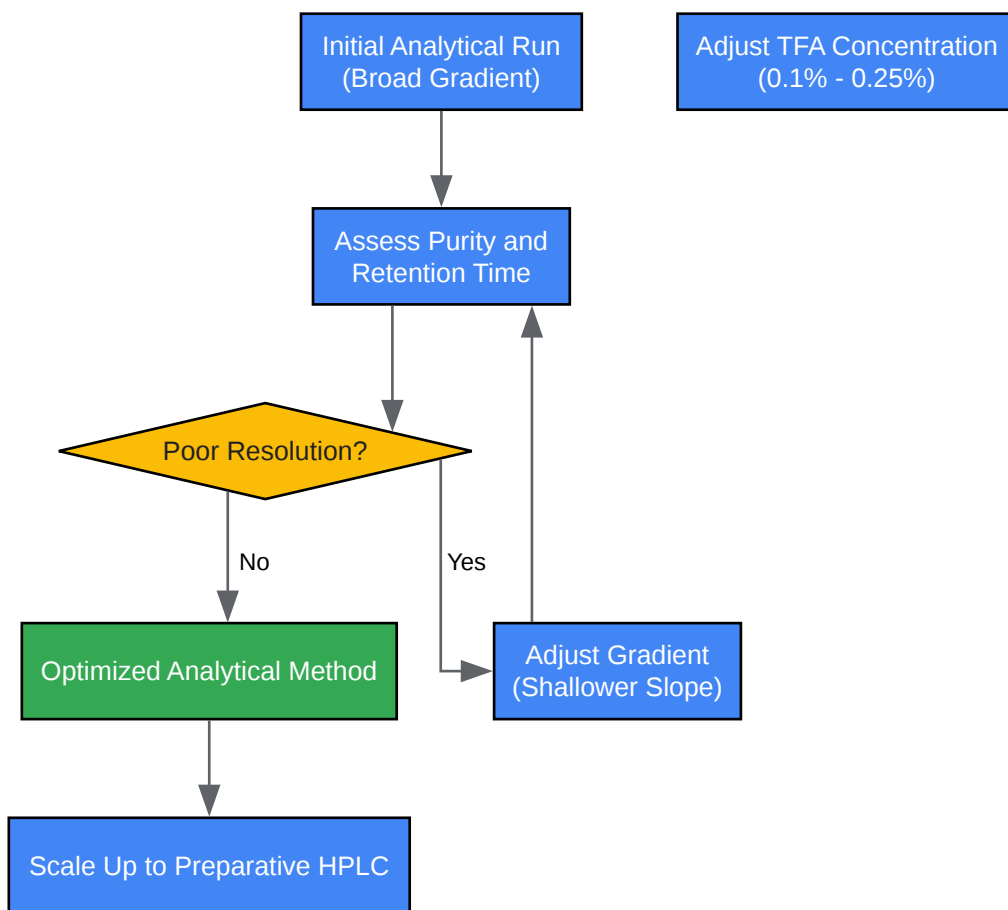 Initial Analytical Run
(Broad Gradient)
Adjust TFA Concentration
(0.1% - 0.25%)
Assess Purity and
Retention Time
Poor Resolution?
No
Yes
Optimized Analytical Method
Adjust Gradient
(Shallower Slope)
Scale Up to Preparative HPLC